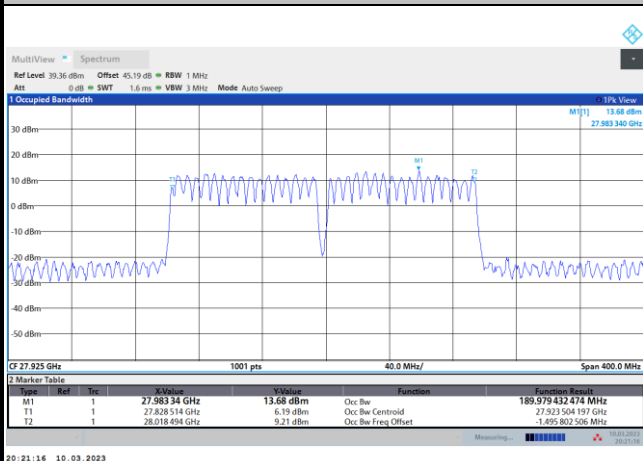 MultiView Spectrum
Ref Level 39.36 dBm Offset 45.19 dB RBW 1 MHz
Att 0 dB SWT 1.6 ms VBW 3 MHz Mode Auto Sweep
1 Occupied Bandwidth 1Pk View
M1[1] 13.68 dBm
27.983 340 GHz
30 dBm
20 dBm
M1
T1 T2
10 dBm
0 dBm
-10 dBm
-20 dBm
-30 dBm
-40 dBm
-50 dBm
CF 27.925 GHz 1001 pts 40.0 MHz/ Span 400.0 MHz
2 Marker Table
Type Ref Trc X-Value Y-Value Function Function Result
M1 1 27.98334 GHz 13.68 dBm Occ Bw 189.979 432 474 MHz
T1 1 27.828 514 GHz 6.19 dBm Occ Bw Centroid 27.923 504 197 GHz
T2 1 28.018 494 GHz 9.21 dBm Occ Bw Freq Offset -1.495 802 506 MHz
Measuring... 10.03.2023
20:21:16
20:21:16 10.03.2023